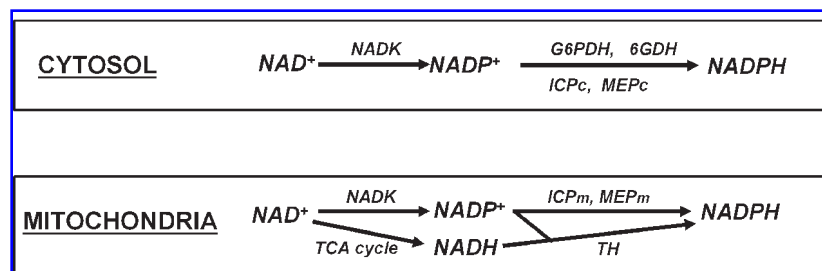 NADK G6PDH, 6GDH
CYTOSOL NAD+ NADP+ NADPH
ICPc, MEPc
NADK ICPm, MEPm
MITOCHONDRIA NAD+ NADP+ NADPH
TCA cycle NADH TH